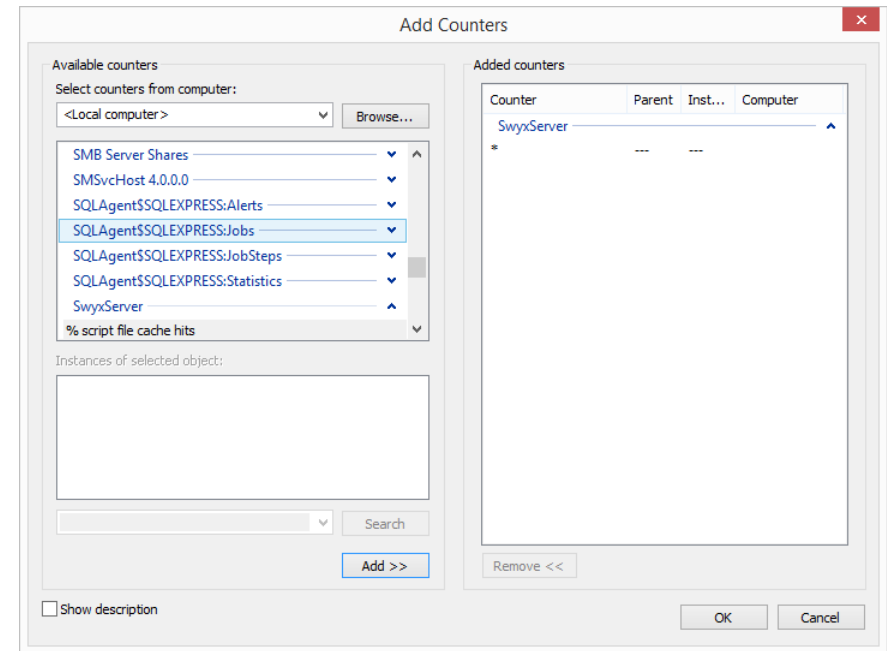 Add Counters
Available counters
Select counters from computer:
<Local computer>
Browse...
SMB Server Shares
SMSvcHost 4.0.0.0
SQLAgent$SQLEXPRESS:Alerts
SQLAgent$SQLEXPRESS:Jobs
SQLAgent$SQLEXPRESS:JobSteps
SQLAgent$SQLEXPRESS:Statistics
SwyxServer
% script file cache hits
Instances of selected object:
Search
Add >>
Show description
Added counters
Counter Parent Inst... Computer
SwyxServer
* --- ---
Remove <<
OK Cancel